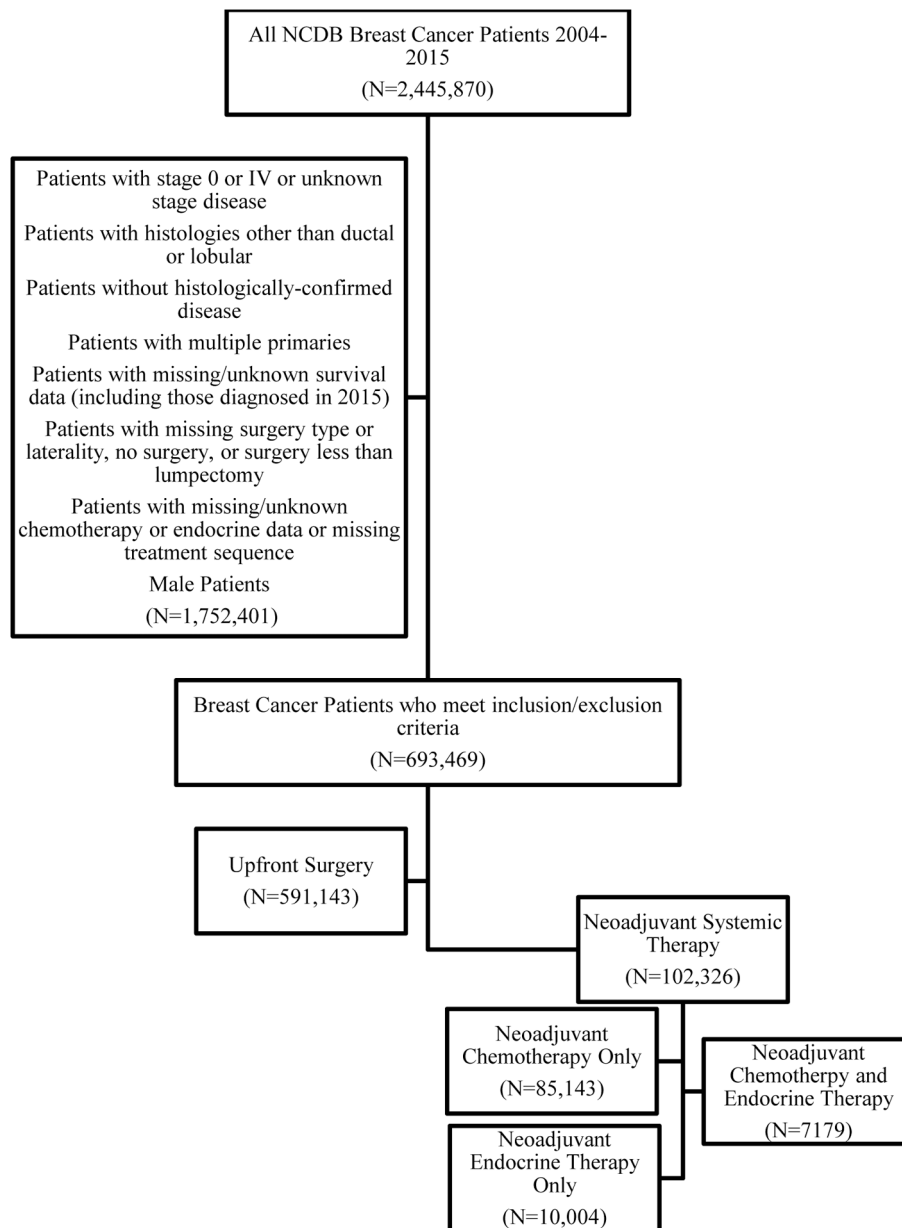 All NCDB Breast Cancer Patients 2004-
2015
(N=2,445,870)
Patients with stage 0 or IV or unknown
stage disease
Patients with histologies other than ductal
or lobular
Patients without histologically-confirmed
disease
Patients with multiple primaries
Patients with missing/unknown survival
data (including those diagnosed in 2015)
Patients with missing surgery type or
laterality, no surgery, or surgery less than
lumpectomy
Patients with missing/unknown
chemotherapy or endocrine data or missing
treatment sequence
Male Patients
(N=1,752,401)
Breast Cancer Patients who meet inclusion/exclusion
criteria
(N=693,469)
Upfront Surgery
(N=591,143)
Neoadjuvant Systemic
Therapy
(N=102,326)
Neoadjuvant
Chemotherapy Only
(N=85,143)
Neoadjuvant
Chemotherpy and
Endocrine Therapy
(N=7179)
Neoadjuvant
Endocrine Therapy
Only
(N=10,004)